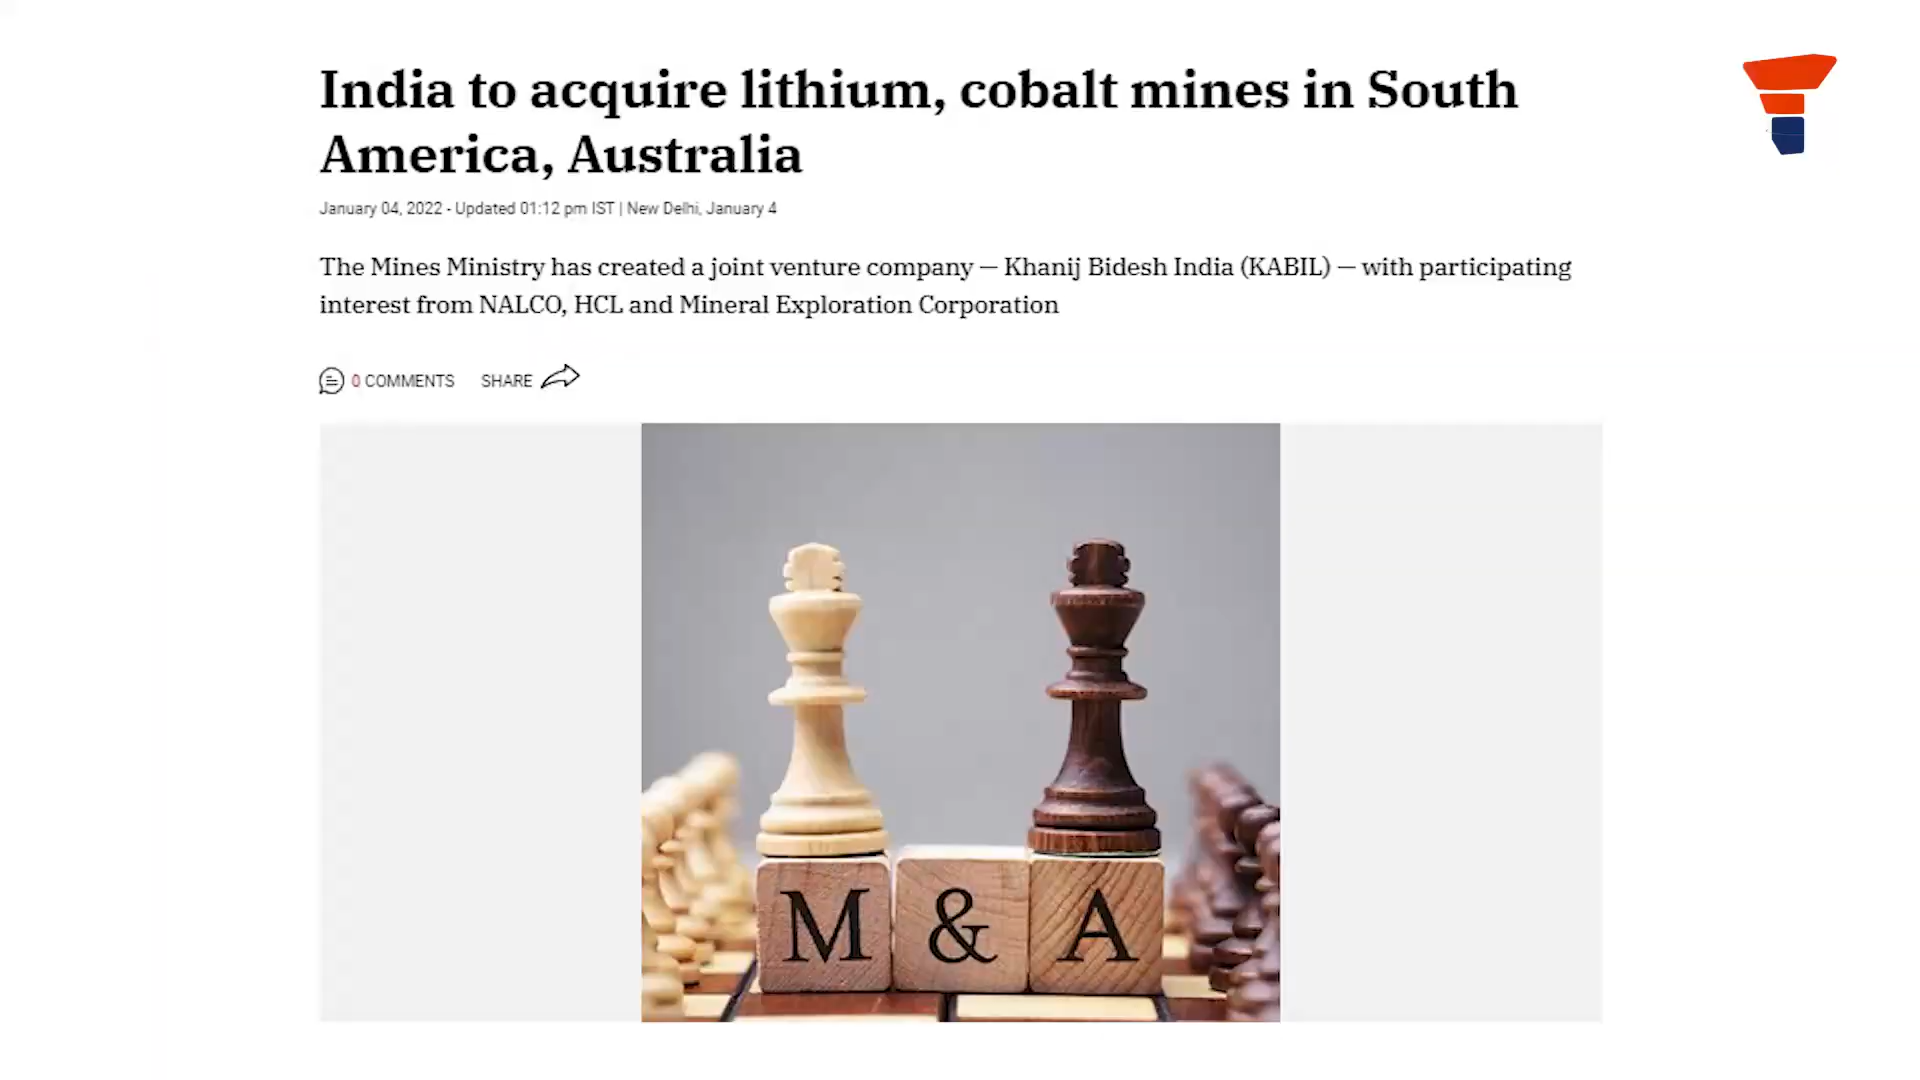 India to acquire lithium, cobalt mines in South
America, Australia
January 04, 2022 - Updated 01:12 pm IST | New Delhi, January 4
The Mines Ministry has created a joint venture company — Khanij Bidesh India (KABIL) — with participating
interest from NALCO, HCL and Mineral Exploration Corporation
0 COMMENTS SHARE
M & A